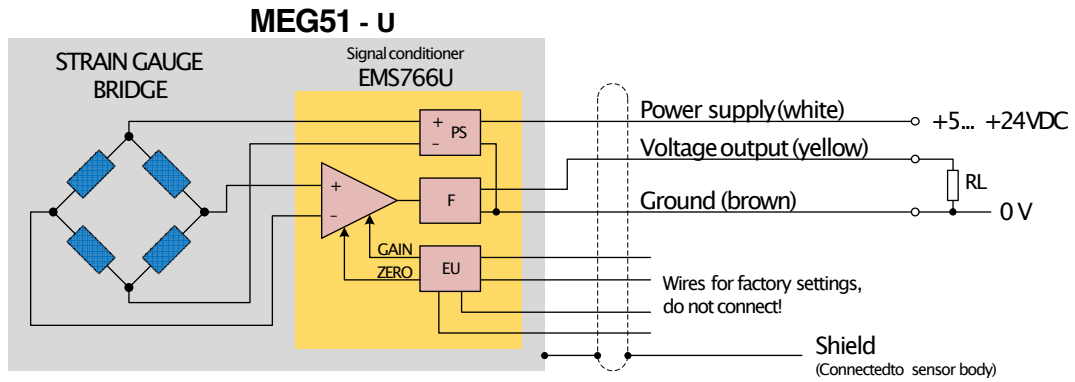 MEG51 - U
STRAIN GAUGE
BRIDGE
Signal conditioner
EMS766U
+
-
PS
+
-
F
GAIN
ZERO
EU
Power supply (white)
+5... +24VDC
Voltage output (yellow)
RL
Ground (brown)
0 V
Wires for factory settings,
do not connect!
Shield
(Connectedto sensor body)